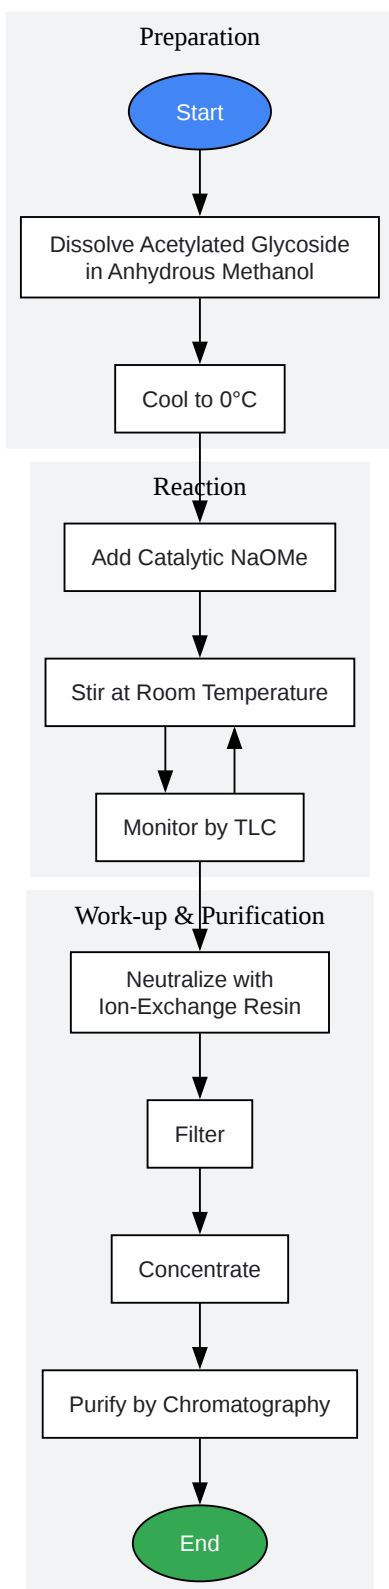 Preparation
Start
Dissolve Acetylated Glycoside
in Anhydrous Methanol
Cool to 0°C
Reaction
Add Catalytic NaOMe
Stir at Room Temperature
Monitor by TLC
Work-up & Purification
Neutralize with
Ion-Exchange Resin
Filter
Concentrate
Purify by Chromatography
End